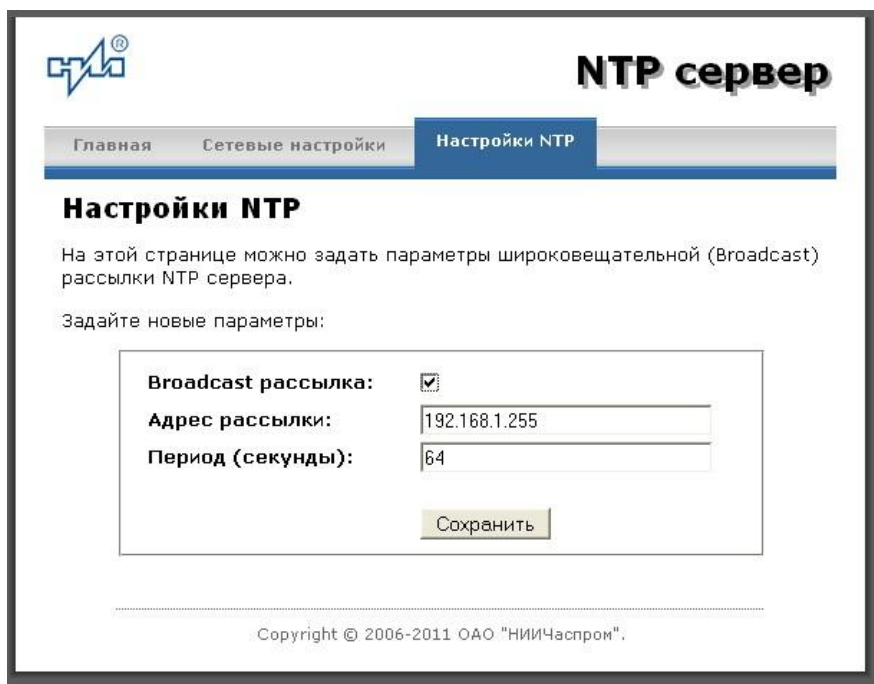 ®
NTP сервер
Главная Сетевые настройки Настройки NTP
Настройки NTP
На этой странице можно задать параметры широковещательной (Broadcast)
рассылки NTP сервера.
Задайте новые параметры:
Broadcast рассылка:
Адрес рассылки: 192.168.1.255
Период (секунды): 64
Сохранить
Copyright © 2006-2011 ОАО "НИИЧаспром".